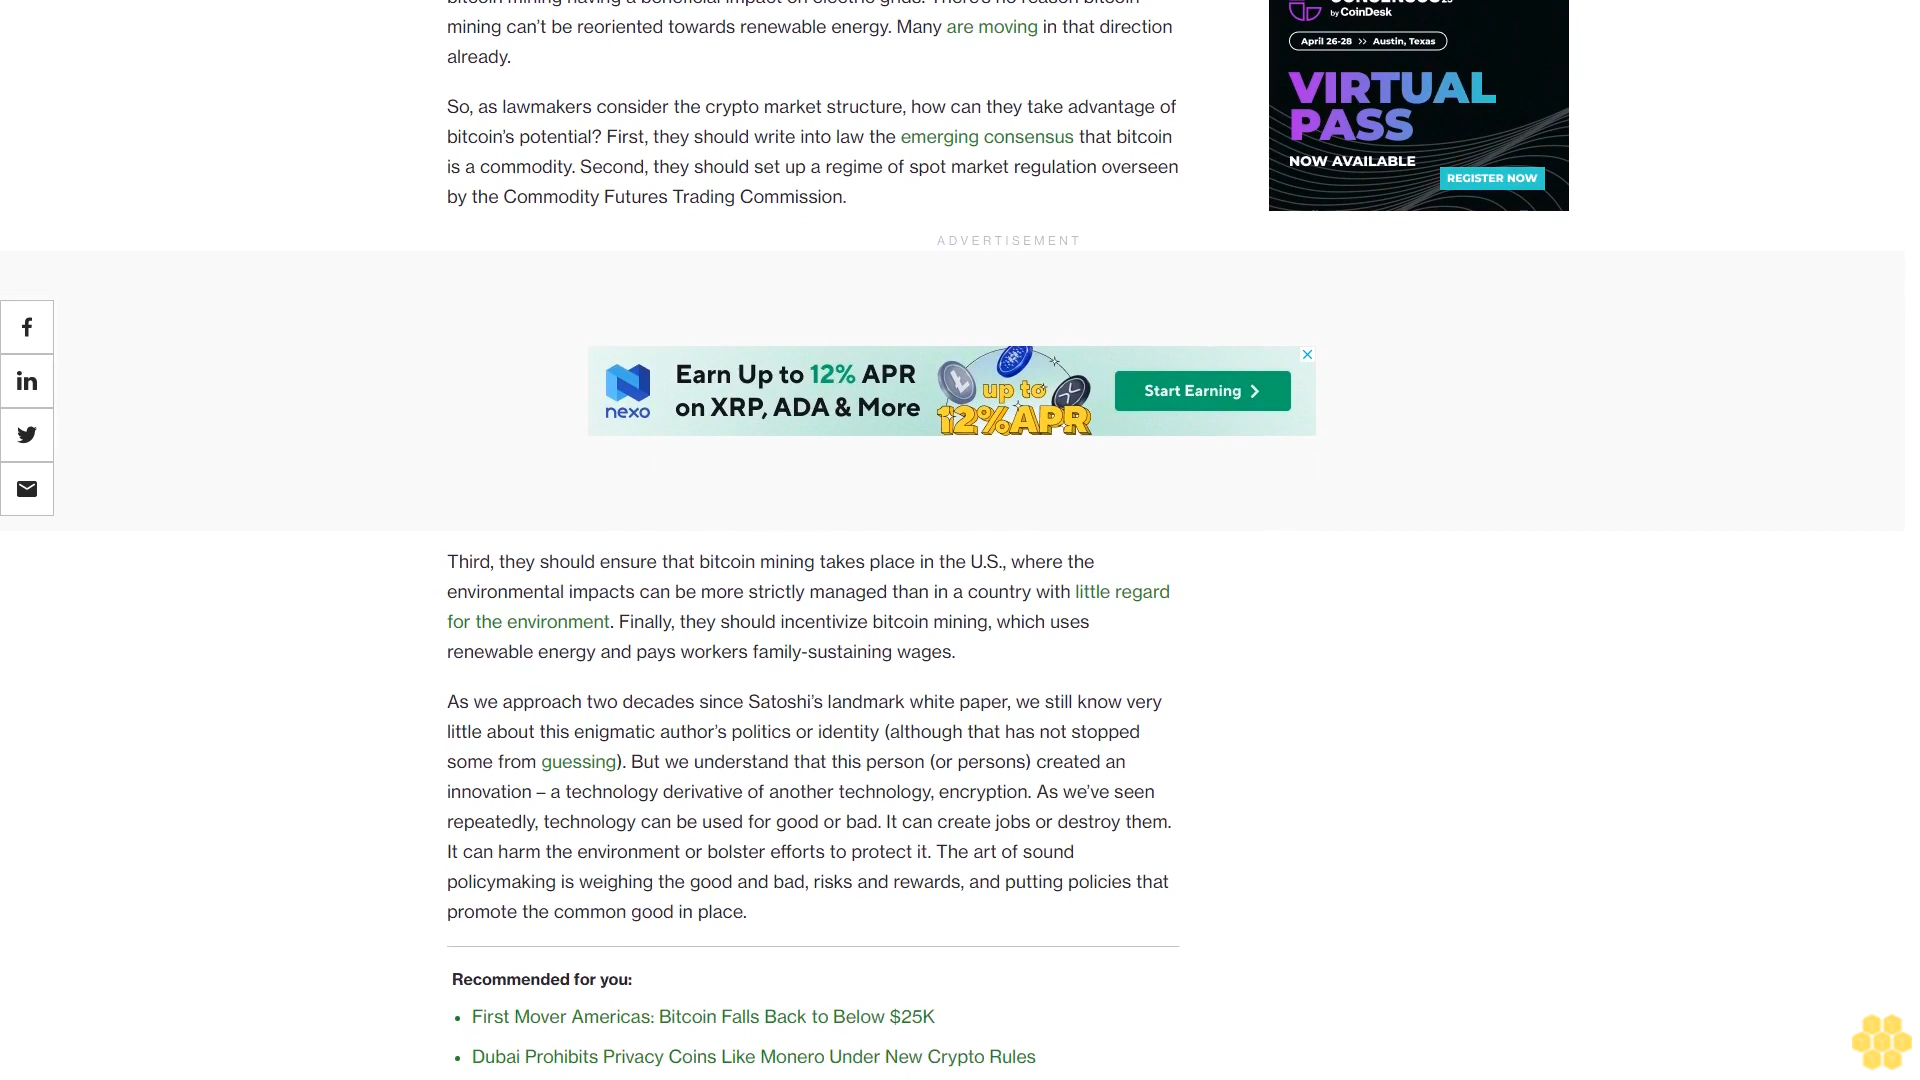 mining can’t be reoriented towards renewable energy. Many are moving in that direction
already.
So, as lawmakers consider the crypto market structure, how can they take advantage of
bitcoin’s potential? First, they should write into law the emerging consensus that bitcoin
is a commodity. Second, they should set up a regime of spot market regulation overseen
by the Commodity Futures Trading Commission.
by CoinDesk
April 26-28 >> Austin, Texas
VIRTUAL
PASS
NOW AVAILABLE
REGISTER NOW
ADVERTISEMENT
nexo
Earn Up to 12% APR
on XRP, ADA & More
up to
12% APR
Start Earning
Third, they should ensure that bitcoin mining takes place in the U.S., where the
environmental impacts can be more strictly managed than in a country with little regard
for the environment. Finally, they should incentivize bitcoin mining, which uses
renewable energy and pays workers family-sustaining wages.
As we approach two decades since Satoshi’s landmark white paper, we still know very
little about this enigmatic author’s politics or identity (although that has not stopped
some from guessing). But we understand that this person (or persons) created an
innovation – a technology derivative of another technology, encryption. As we’ve seen
repeatedly, technology can be used for good or bad. It can create jobs or destroy them.
It can harm the environment or bolster efforts to protect it. The art of sound
policymaking is weighing the good and bad, risks and rewards, and putting policies that
promote the common good in place.
Recommended for you:
• First Mover Americas: Bitcoin Falls Back to Below $25K
• Dubai Prohibits Privacy Coins Like Monero Under New Crypto Rules